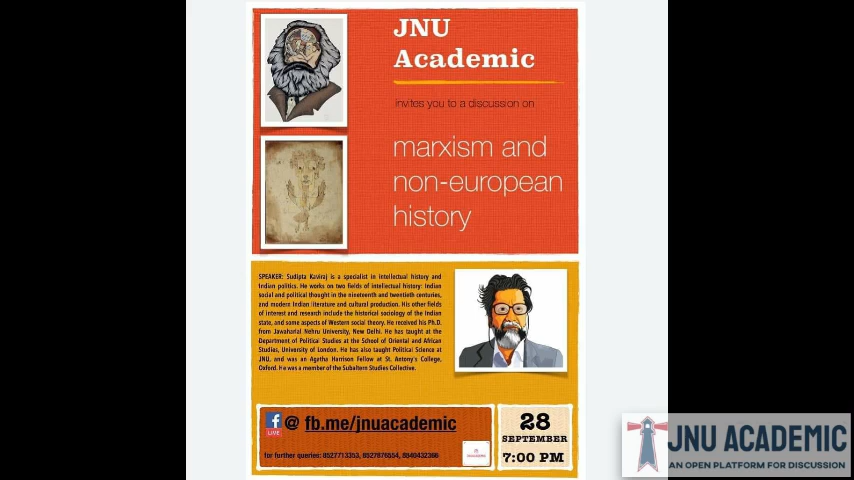 JNU
Academic
invites you to a discussion on
marxism and
non-european
history
SPEAKER: Sudipta Kaviraj is a specialist in intellectual history and
Indian politics. He works on two fields of intellectual history: Indian
social and political thought in the nineteenth and twentieth centuries,
and modern Indian literature and cultural production. His other fields
of interest and research include the historical sociology of the Indian
state, and some aspects of Western social theory. He received his Ph.D.
from Jawaharlal Nehru University, New Delhi. He has taught at the
Department of Political Studies at the School of Oriental and African
Studies, University of London. He has also taught Political Science at
JNU, and was an Agatha Harrison Fellow at St. Antony's College,
Oxford. He was a member of the Subaltern Studies Collective.
f LIVE @ fb.me/jnuacademic
for further queries: 8527713353, 8527876554, 8840432366
28
SEPTEMBER
7:00 PM
JNU ACADEMIC
AN OPEN PLATFORM FOR DISCUSSION